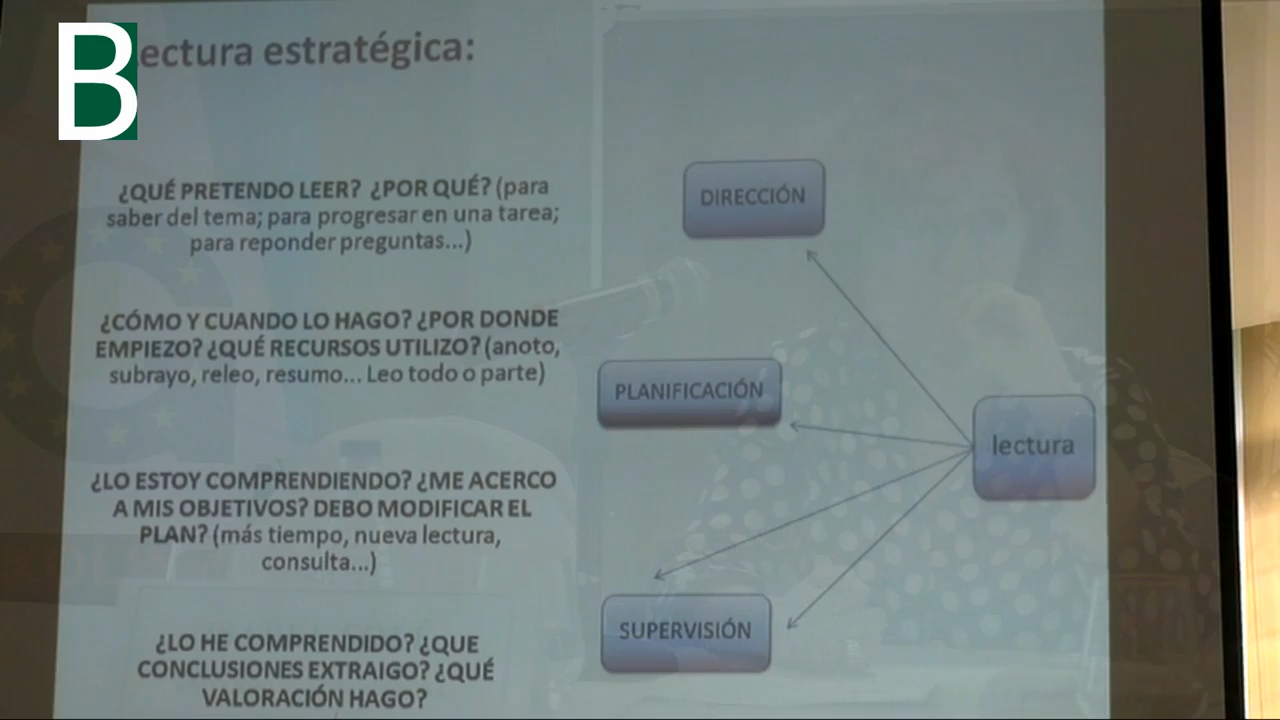 B
ectura estratégica:
¿QUÉ PRETENDO LEER? ¿POR QUÉ? (para
saber del tema; para progresar en una tarea;
para reponder preguntas...)
¿CÓMO Y CUANDO LO HAGO? ¿POR DONDE
EMPIEZO? ¿QUÉ RECURSOS UTILIZO? (anoto,
subrayo, releo, resumo... Leo todo o parte)
¿LO ESTOY COMPRENDIENDO? ¿ME ACERCO
A MIS OBJETIVOS? DEBO MODIFICAR EL
PLAN? (más tiempo, nueva lectura,
consulta...)
¿LO HE COMPRENDIDO? ¿QUE
CONCLUSIONES EXTRAIGO? ¿QUÉ
VALORACIÓN HAGO?
DIRECCIÓN
PLANIFICACIÓN
lectura
SUPERVISIÓN